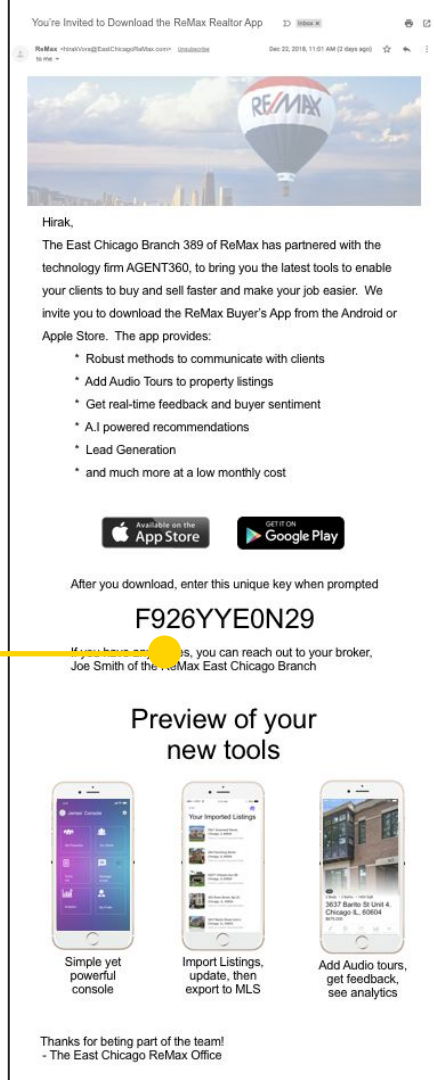 You're Invited to Download the ReMax Realtor App
Inbox x
ReMax <hirakVora@EastChicagoReMax.com> Unsubscribe
Dec 22, 2018, 11:01 AM (2 days ago)
to me
RE/MAX
Hirak,
The East Chicago Branch 389 of ReMax has partnered with the
technology firm AGENT360, to bring you the latest tools to enable
your clients to buy and sell faster and make your job easier. We
invite you to download the ReMax Buyer's App from the Android or
Apple Store. The app provides:
* Robust methods to communicate with clients
* Add Audio Tours to property listings
* Get real-time feedback and buyer sentiment
* A.I powered recommendations
* Lead Generation
* and much more at a low monthly cost
Available on the
App Store
GET IT ON
Google Play
After you download, enter this unique key when prompted
F926YYE0N29
If you have any es, you can reach out to your broker,
Joe Smith of the ReMax East Chicago Branch
Preview of your
new tools
James' Console
Your Imported Listings
3637 Barito St Unit 4.
Chicago IL, 60604
Simple yet
powerful
console
Import Listings,
update, then
export to MLS
Add Audio tours,
get feedback,
see analytics
Thanks for beting part of the team!
- The East Chicago ReMax Office